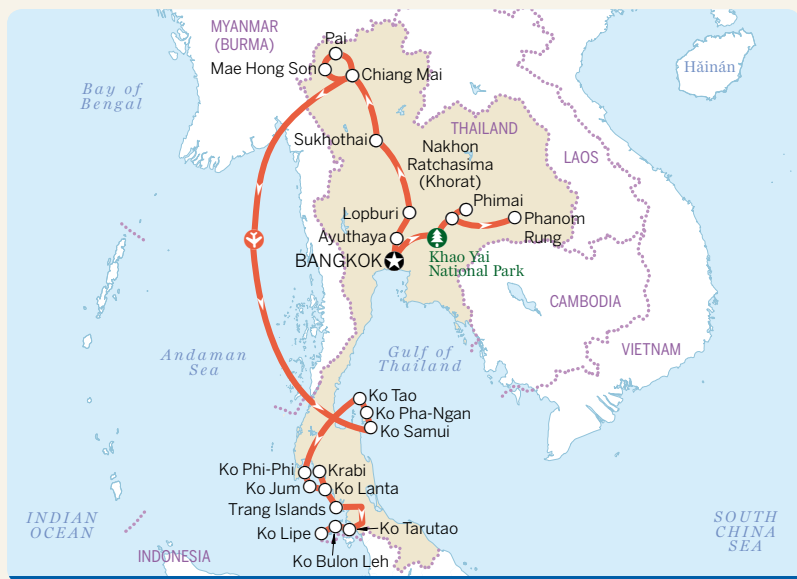 MYANMAR
(BURMA)
Pai
Mae Hong Son
Chiang Mai
Hǎinán
Bay of
Bengal
THAILAND
Sukhothai
Nakhon
Ratchasima
(Khorat)
LAOS
Phimai
Lopburi
Phanom
Rung
Ayuthaya
BANGKOK
Khao Yai
National Park
CAMBODIA
VIETNAM
Andaman
Sea
Gulf of
Thailand
Ko Tao
Ko Pha-Ngan
Ko Samui
Ko Phi-Phi
Krabi
Ko Jum
Ko Lanta
Trang Islands
INDIAN
OCEAN
Ko Lipe
Ko Tarutao
SOUTH
CHINA
SEA
INDONESIA
Ko Bulon Leh